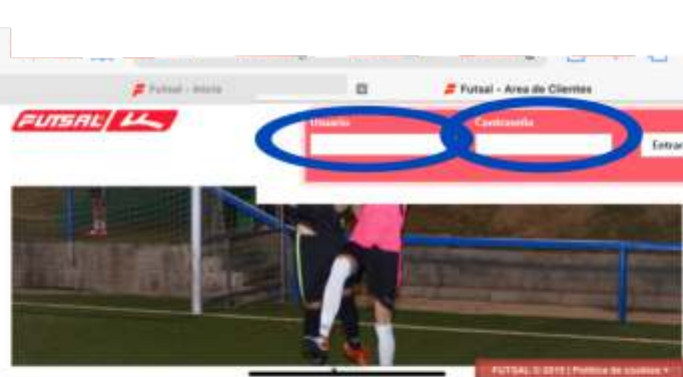 Futsal - Inicio
Futsal - Area de Clientes
FUTSAL
Usuario
Contraseña
Entrar
FUTSAL © 2015 | Política de cookies +